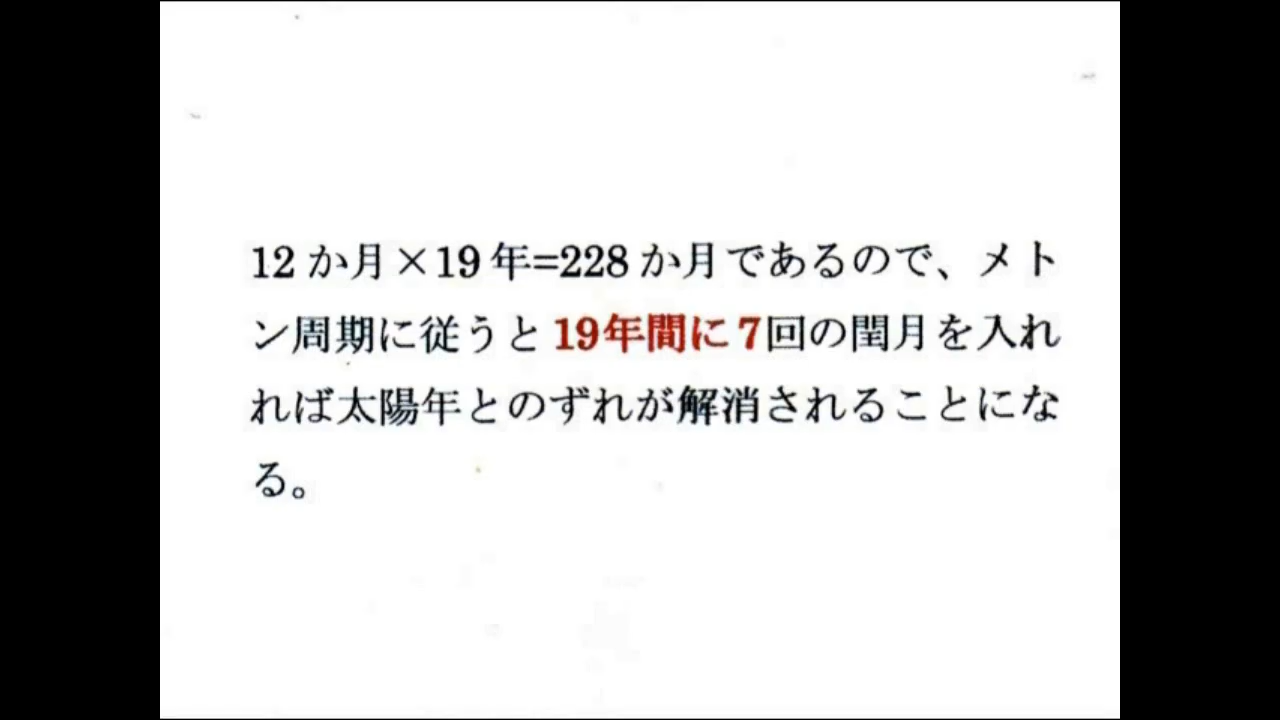 12か月×19年=228か月であるので、メト
ン周期に従うと19年間に7回の閏月を入れ
れば太陽年とのずれが解消されることにな
る。